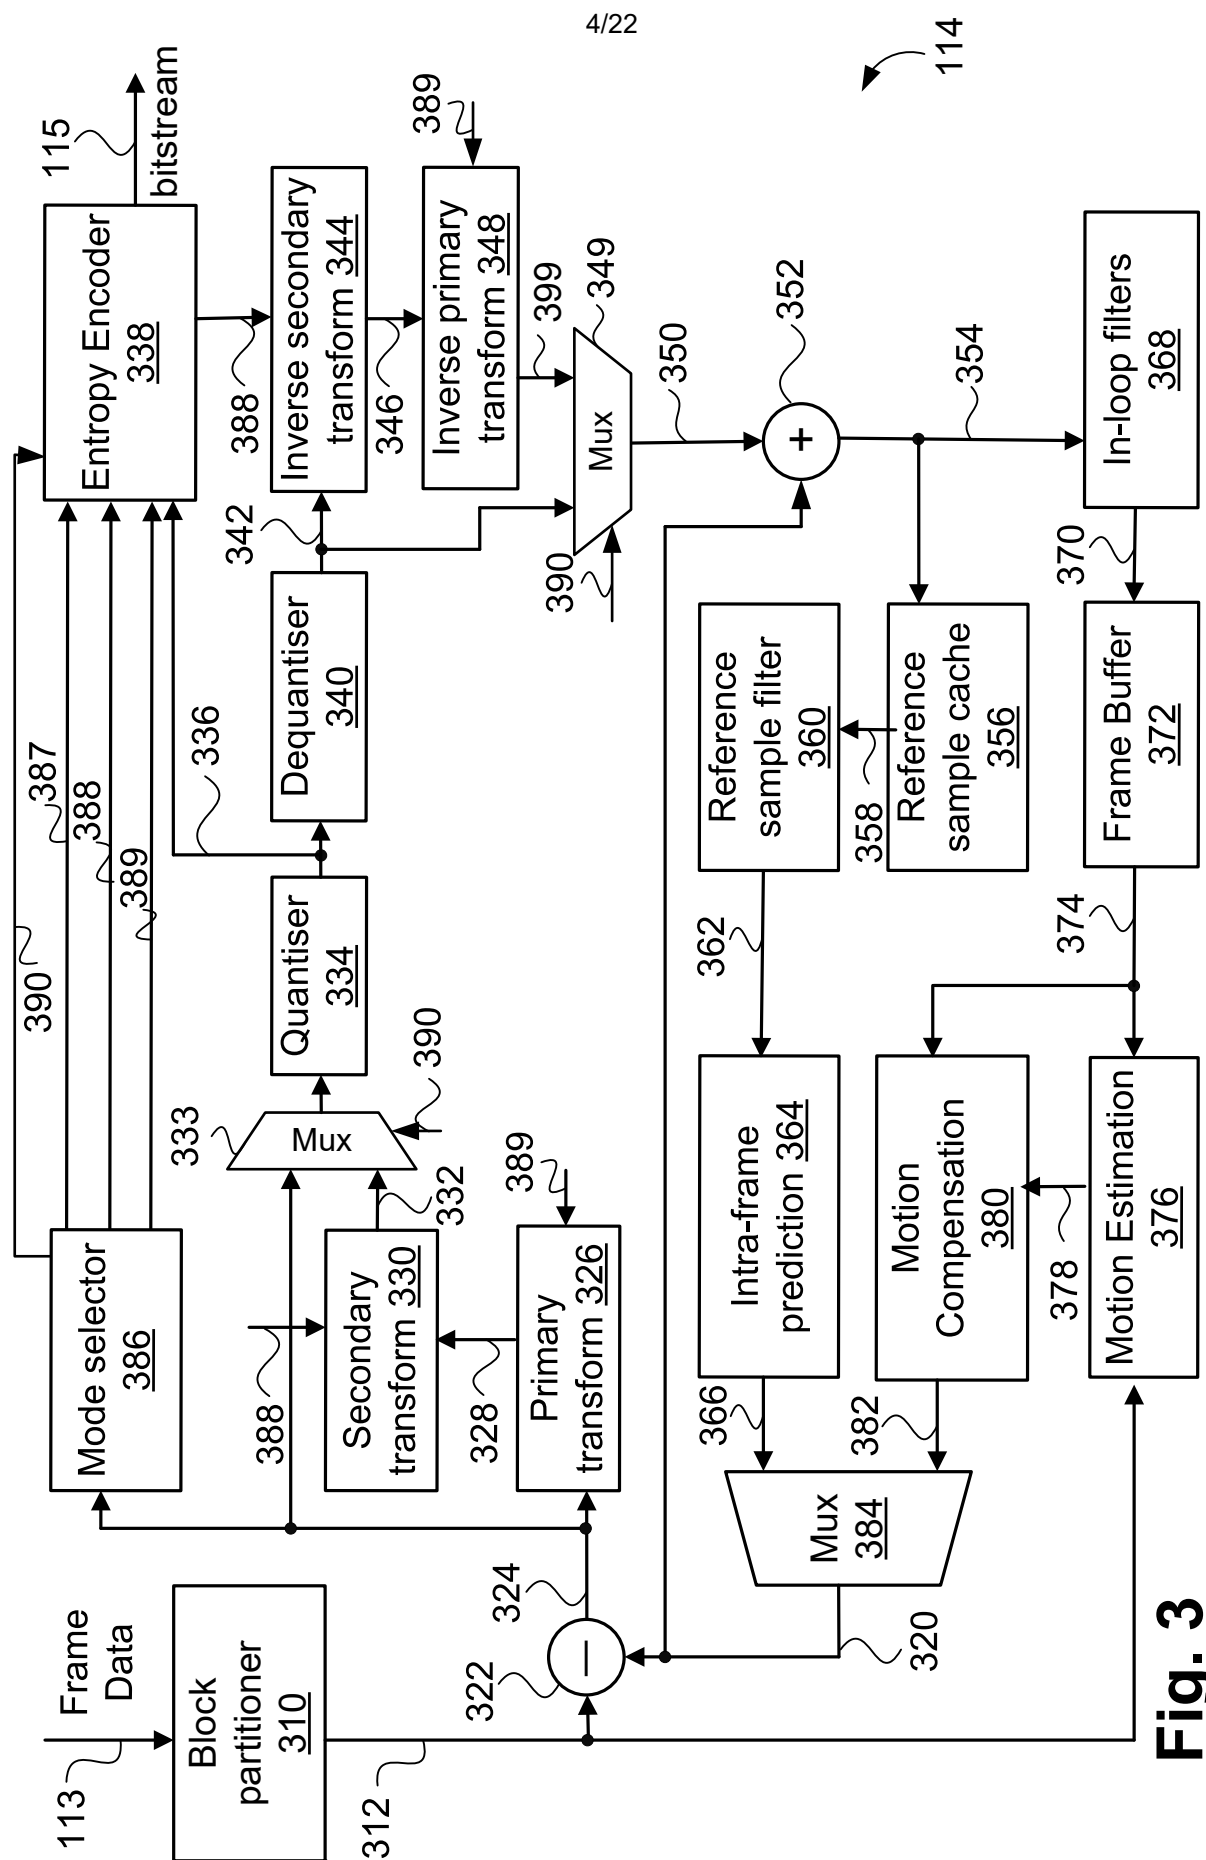 4/22
Frame
Data
113
Block
partitioner
310
312
Mode selector
386
390
387
388
389
Entropy Encoder
338
115
bitstream
388
Secondary
transform 330
328
Primary
transform 326
389
332
333
Mux
390
Quantiser
334
336
Dequantiser
340
342
388
Inverse secondary
transform 344
346
Inverse primary
transform 348
389
399
349
Mux
390
350
352
+
354
322
−
324
320
Mux
384
366
382
Intra-frame
prediction 364
362
Reference
sample filter
360
358
Reference
sample cache
356
Motion
Compensation
380
378
Motion Estimation
376
374
Frame Buffer
372
370
In-loop filters
368
114
Fig. 3